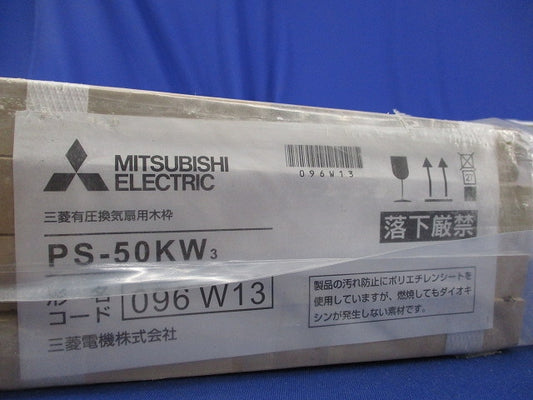 MITSUBISHI
ELECTRIC
096W13
三菱有圧換気扇用木枠
PS-50KW3
落下厳禁
コード
096 W13
製品の汚れ防止にポリエチレンシートを
使用していますが、燃焼してもダイオキ
シンが発生しない素材です。
三菱電機株式会社